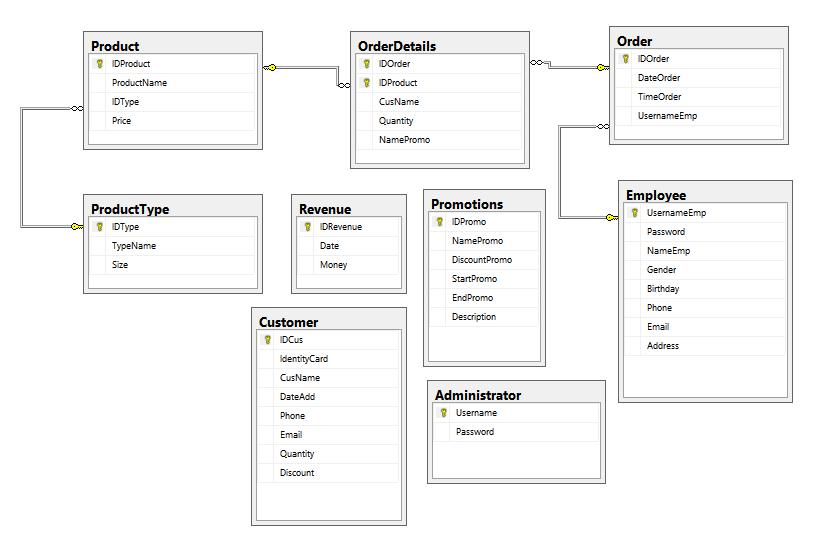 Product
IDProduct
ProductName
IDType
Price
OrderDetails
IDOrder
IDProduct
CusName
Quantity
NamePromo
Order
IDOrder
DateOrder
TimeOrder
UsernameEmp
ProductType
IDType
TypeName
Size
Revenue
IDRevenue
Date
Money
Promotions
IDPromo
NamePromo
DiscountPromo
StartPromo
EndPromo
Description
Employee
UsernameEmp
Password
NameEmp
Gender
Birthday
Phone
Email
Address
Customer
IDCus
IdentityCard
CusName
DateAdd
Phone
Email
Quantity
Discount
Administrator
Username
Password